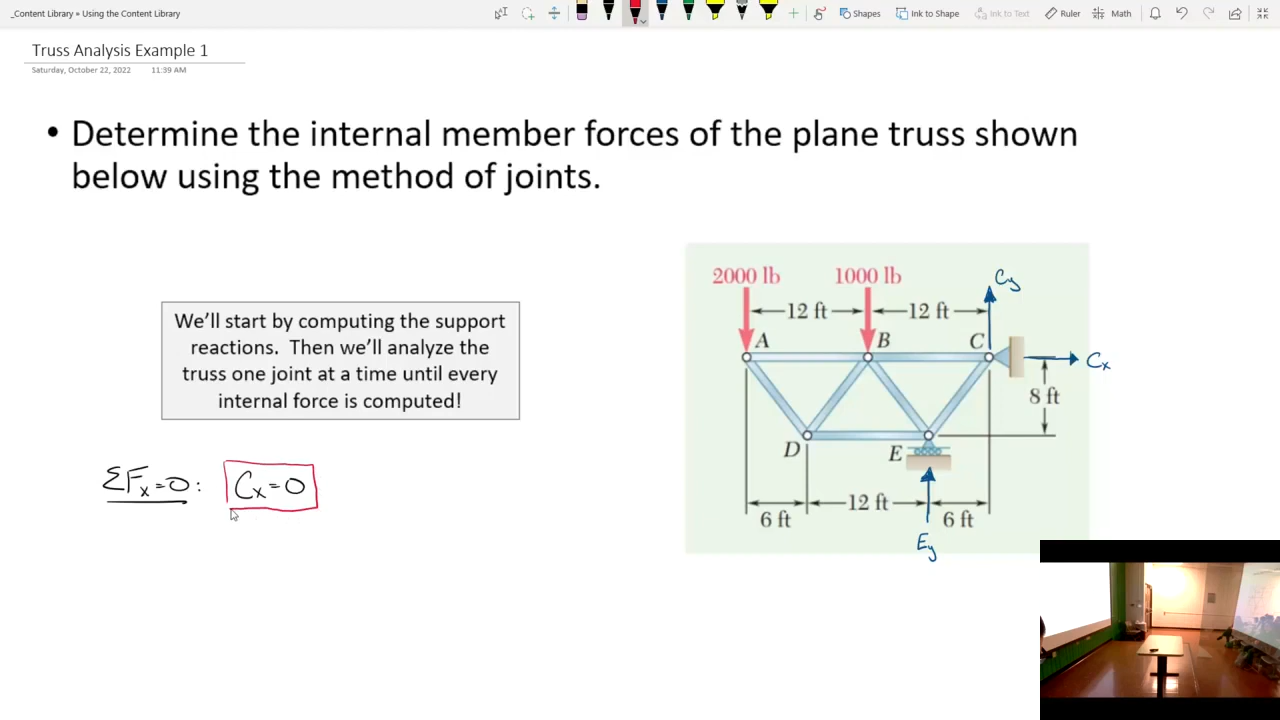 _Content Library » Using the Content Library
Shapes
Ink to Shape
Ink to Text
Ruler
Math
Truss Analysis Example 1
Saturday, October 22, 2022 11:39 AM
• Determine the internal member forces of the plane truss shown
below using the method of joints.
We'll start by computing the support
reactions. Then we'll analyze the
truss one joint at a time until every
internal force is computed!
ΣFx=0: Cx=0
2000 lb 1000 lb Cy
12 ft 12 ft
A B C
Cx
8 ft
D E
12 ft
6 ft 6 ft
Ey